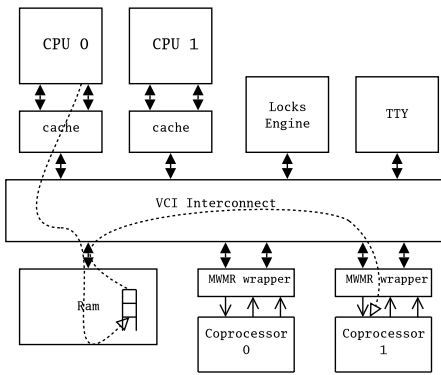 CPU 0
CPU 1
cache
cache
Locks
Engine
TTY
VCI Interconnect
Ram
MWMR wrapper
MWMR wrapper
Coprocessor
0
Coprocessor
1